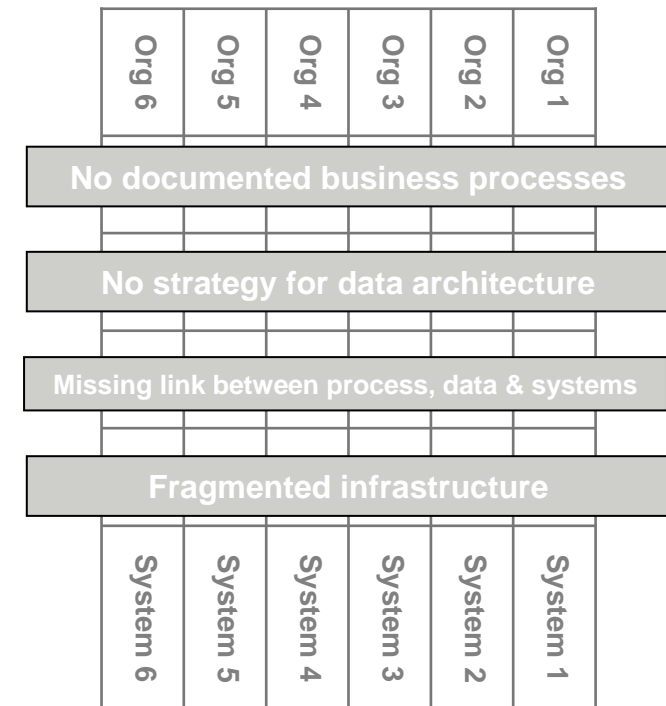 Org 6
Org 5
Org 4
Org 3
Org 2
Org 1
No documented business processes
No strategy for data architecture
Missing link between process, data & systems
Fragmented infrastructure
System 6
System 5
System 4
System 3
System 2
System 1